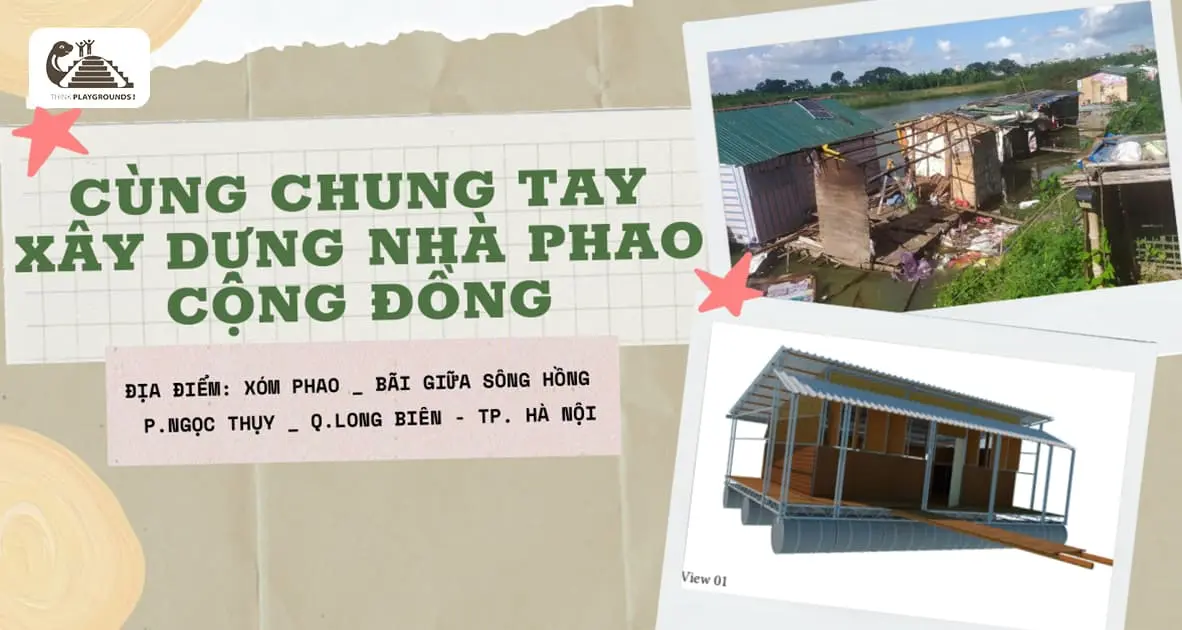 THINK PLAYGROUNDS!
CÙNG CHUNG TAY
XÂY DỰNG NHÀ PHAO
CỘNG ĐỒNG
ĐỊA ĐIỂM: XÓM PHAO _ BÃI GIỮA SÔNG HỒNG
P.NGỌC THỤY _ Q.LONG BIÊN - TP. HÀ NỘI
View 01